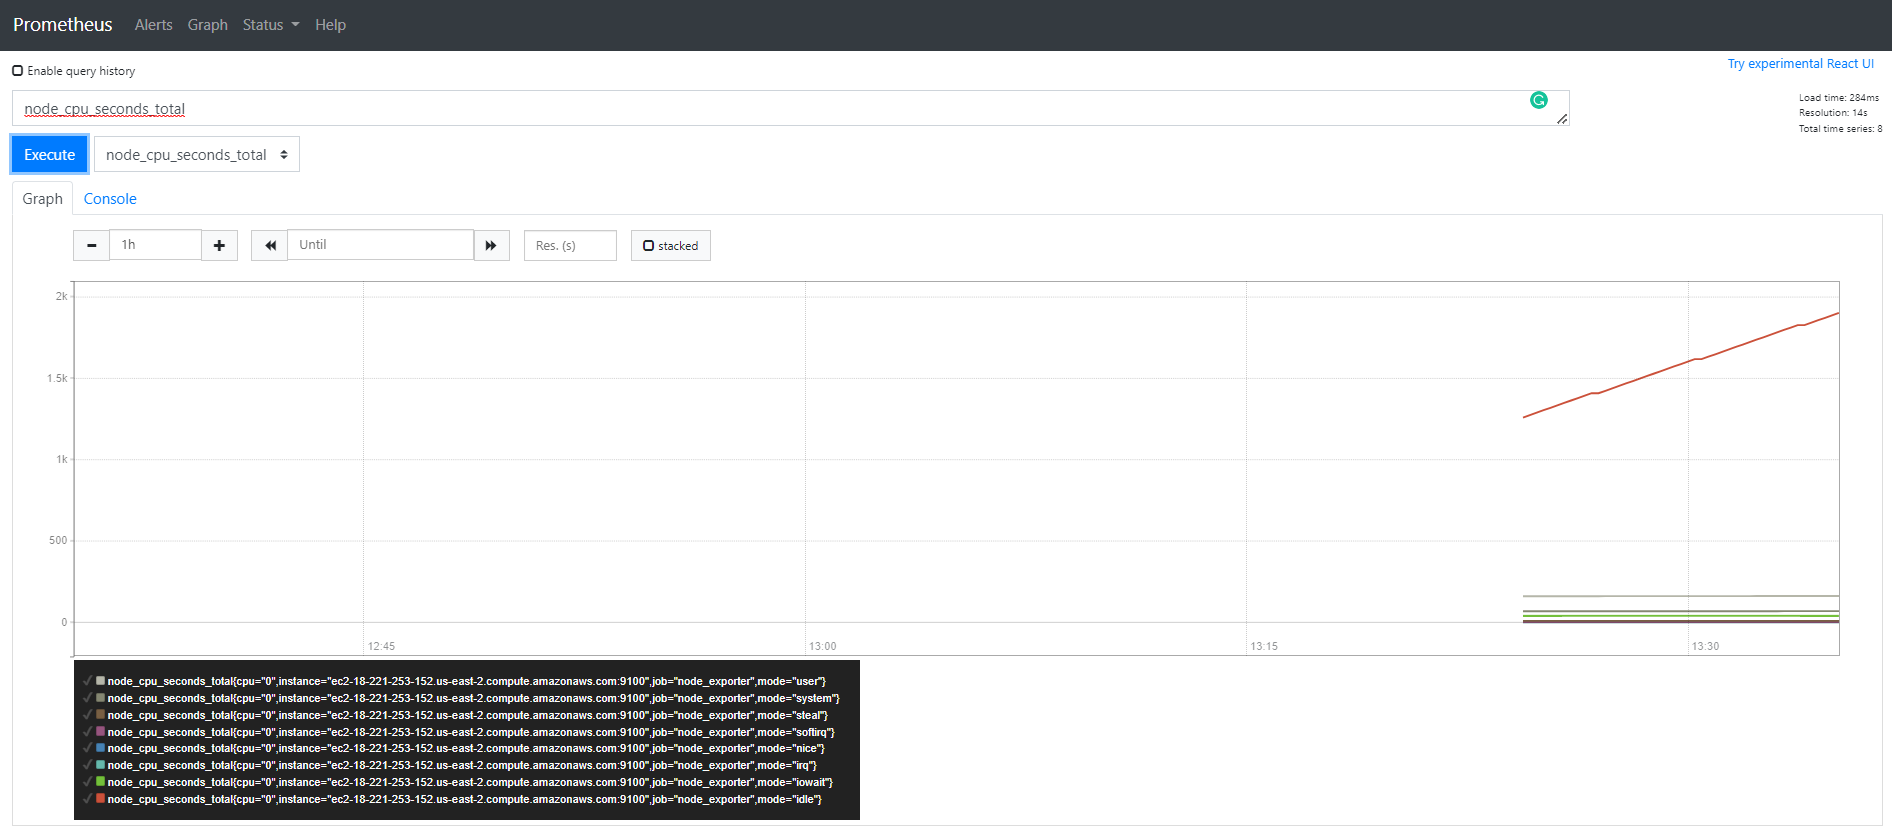 Prometheus Alerts Graph Status Help
Enable query history
Try experimental React UI
node_cpu_seconds_total
Load time: 284ms
Resolution: 14s
Total time series: 8
Execute node_cpu_seconds_total
Graph Console
1h Until Res. (s) stacked
2k
1.5k
1k
500
0
12:45 13:00 13:15 13:30
node_cpu_seconds_total{cpu="0",instance="ec2-18-221-253-152.us-east-2.compute.amazonaws.com:9100",job="node_exporter",mode="user"}
node_cpu_seconds_total{cpu="0",instance="ec2-18-221-253-152.us-east-2.compute.amazonaws.com:9100",job="node_exporter",mode="system"}
node_cpu_seconds_total{cpu="0",instance="ec2-18-221-253-152.us-east-2.compute.amazonaws.com:9100",job="node_exporter",mode="steal"}
node_cpu_seconds_total{cpu="0",instance="ec2-18-221-253-152.us-east-2.compute.amazonaws.com:9100",job="node_exporter",mode="softirq"}
node_cpu_seconds_total{cpu="0",instance="ec2-18-221-253-152.us-east-2.compute.amazonaws.com:9100",job="node_exporter",mode="nice"}
node_cpu_seconds_total{cpu="0",instance="ec2-18-221-253-152.us-east-2.compute.amazonaws.com:9100",job="node_exporter",mode="irq"}
node_cpu_seconds_total{cpu="0",instance="ec2-18-221-253-152.us-east-2.compute.amazonaws.com:9100",job="node_exporter",mode="iowait"}
node_cpu_seconds_total{cpu="0",instance="ec2-18-221-253-152.us-east-2.compute.amazonaws.com:9100",job="node_exporter",mode="idle"}